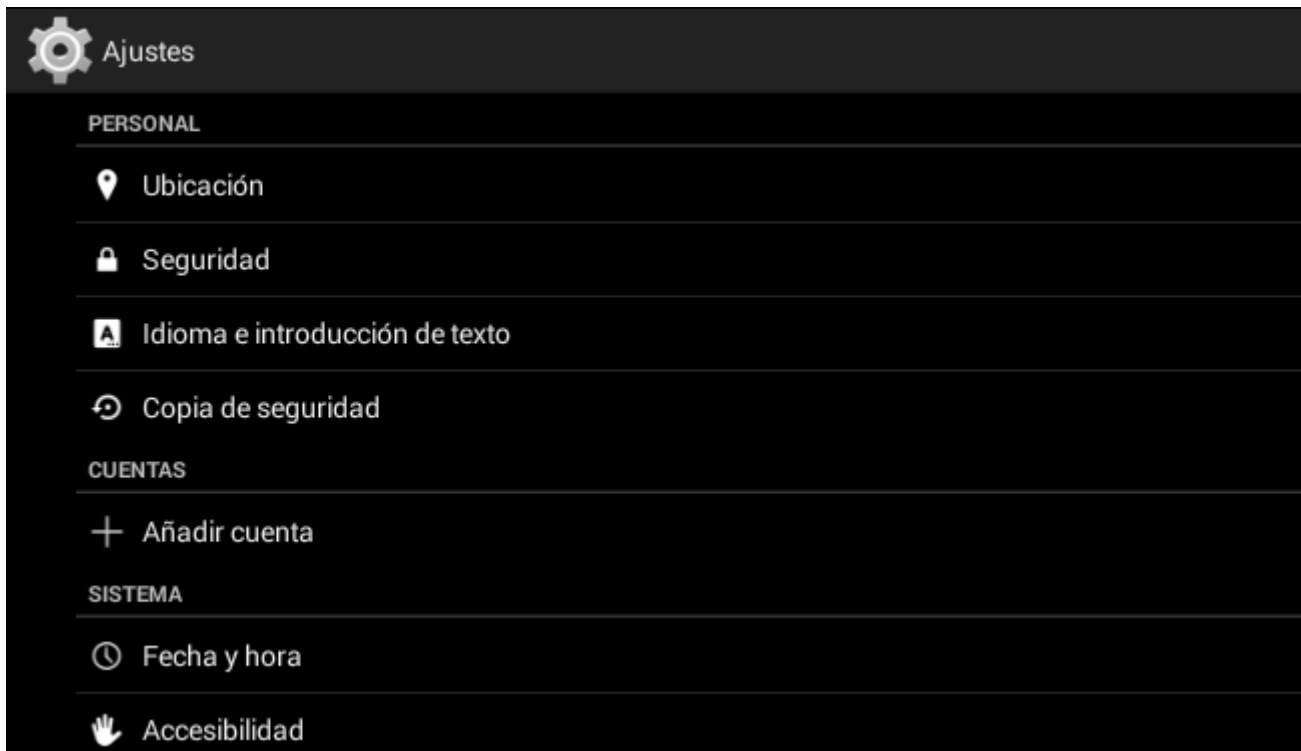 Ajustes
PERSONAL
Ubicación
Seguridad
Idioma e introducción de texto
Copia de seguridad
CUENTAS
Añadir cuenta
SISTEMA
Fecha y hora
Accesibilidad